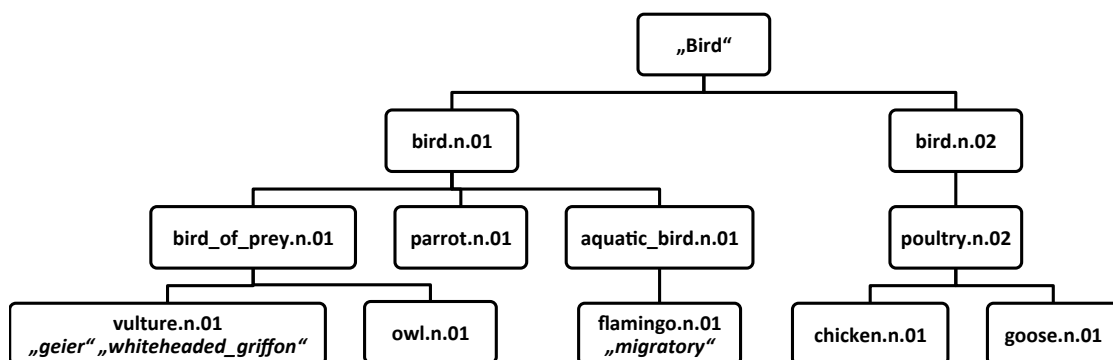 „Bird“
bird.n.01
bird.n.02
bird_of_prey.n.01
parrot.n.01
aquatic_bird.n.01
poultry.n.02
vulture.n.01
„geier“ „whiteheaded_griffon“
owl.n.01
flamingo.n.01
„migratory“
chicken.n.01
goose.n.01